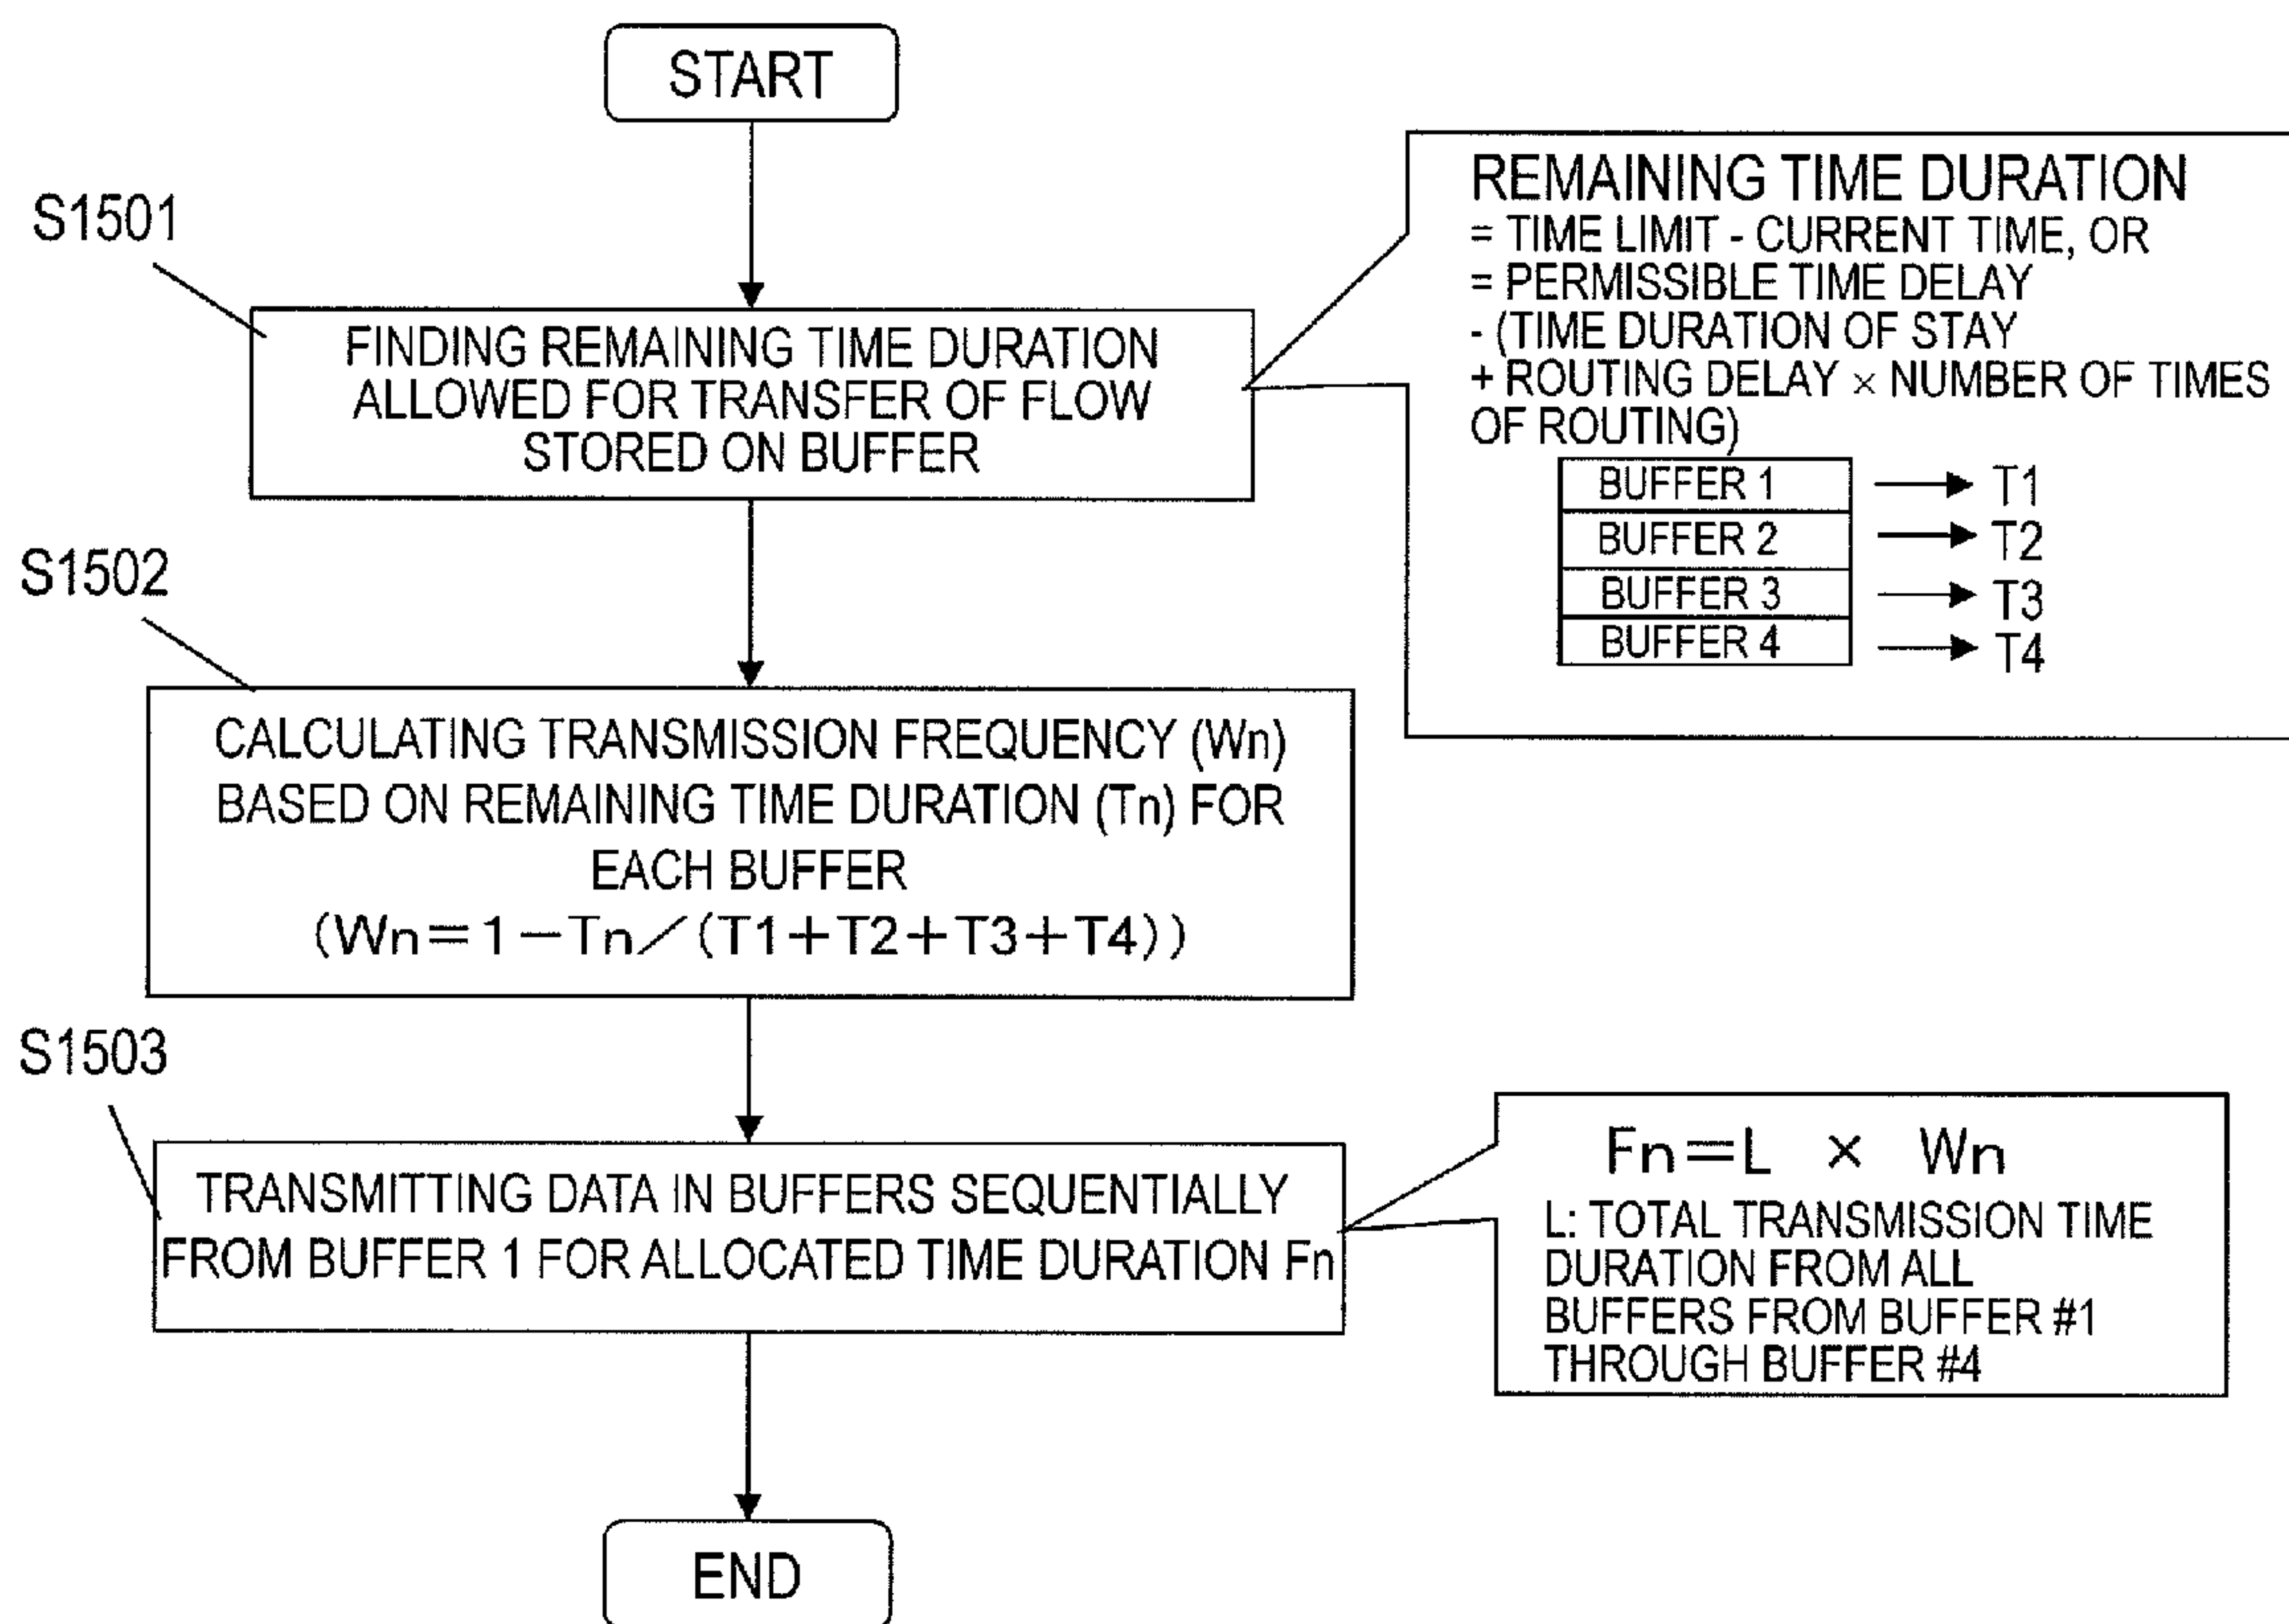 START
S1501
FINDING REMAINING TIME DURATION
ALLOWED FOR TRANSFER OF FLOW
STORED ON BUFFER
REMAINING TIME DURATION
= TIME LIMIT - CURRENT TIME, OR
= PERMISSIBLE TIME DELAY
- (TIME DURATION OF STAY
+ ROUTING DELAY × NUMBER OF TIMES
OF ROUTING)
BUFFER 1 T1
BUFFER 2 T2
BUFFER 3 T3
BUFFER 4 T4
S1502
CALCULATING TRANSMISSION FREQUENCY (Wn)
BASED ON REMAINING TIME DURATION (Tn) FOR
EACH BUFFER
(Wn=1-Tn/(T1+T2+T3+T4))
S1503
TRANSMITTING DATA IN BUFFERS SEQUENTIALLY
FROM BUFFER 1 FOR ALLOCATED TIME DURATION Fn
Fn=L × Wn
L: TOTAL TRANSMISSION TIME
DURATION FROM ALL
BUFFERS FROM BUFFER #1
THROUGH BUFFER #4
END